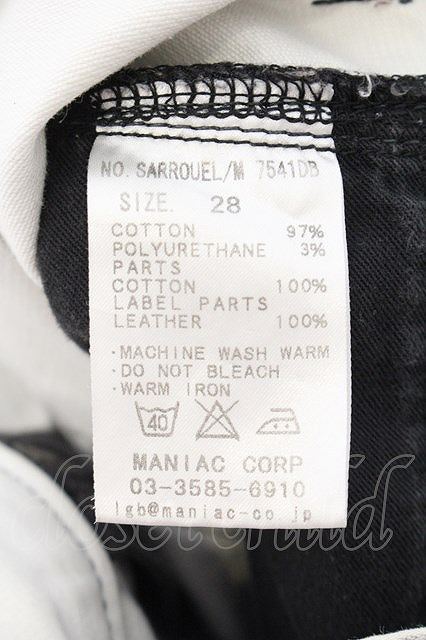 NO. SARROUEL/M 7541DB
SIZE. 28
COTTON 97%
POLYURETHANE 3%
PARTS
COTTON 100%
LABEL PARTS
LEATHER 100%
·MACHINE WASH WARM
·DO NOT BLEACH
·WARM IRON
40
MANIAC CORP
03-3585-6910
lgb@maniac-co jp
closet child